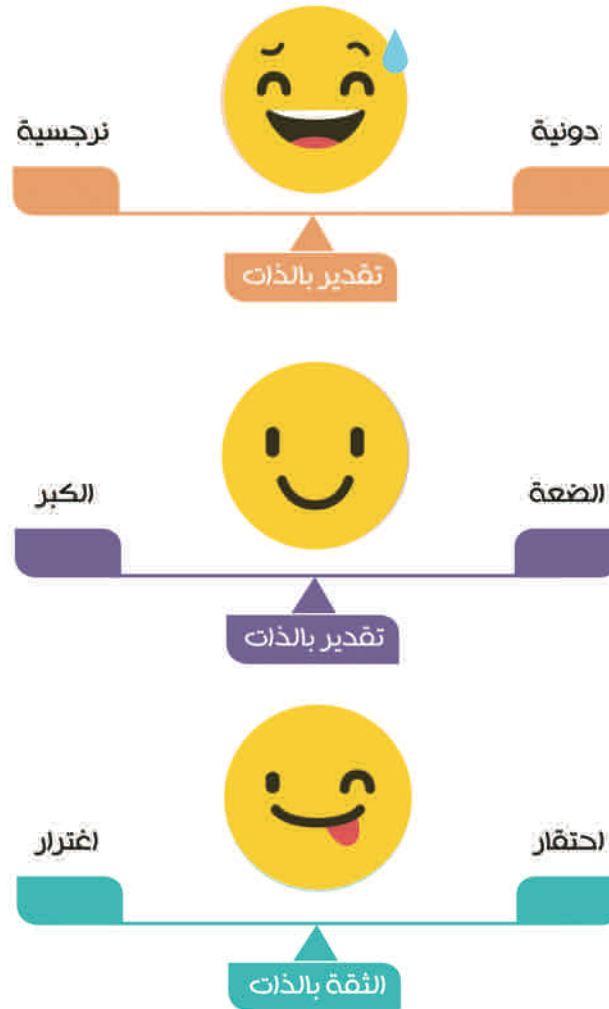 دونية
نرجسية
تقدير بالذات
الضعة
الكبر
تقدير بالذات
احتقار
اغترار
الثقة بالذات